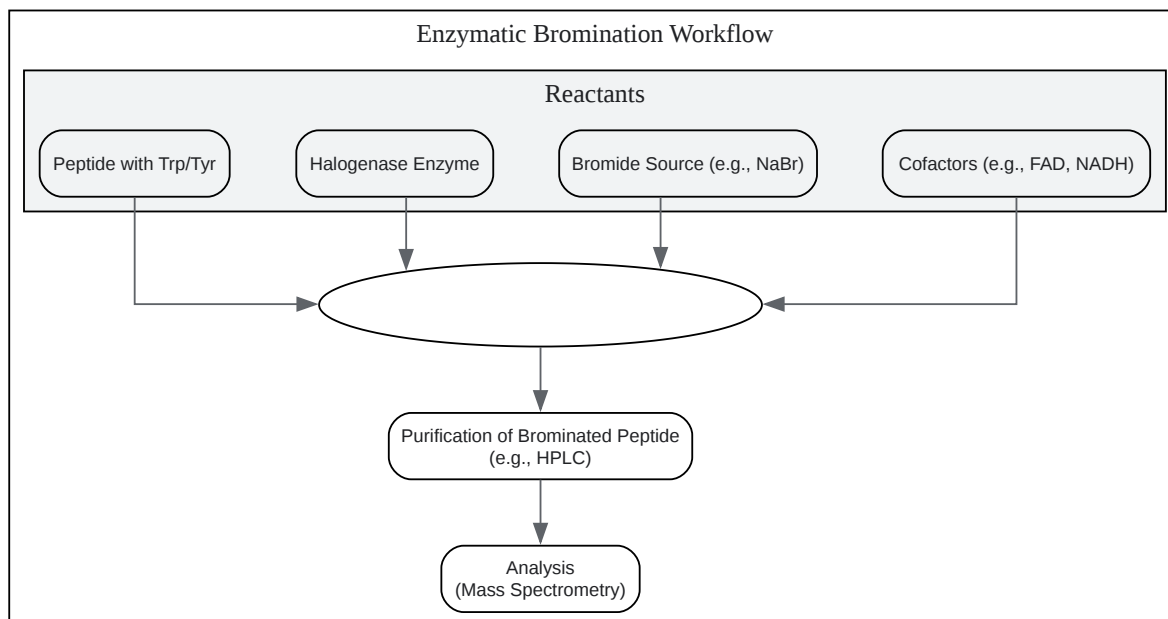 Enzymatic Bromination Workflow
Reactants
Peptide with Trp/Tyr
Halogenase Enzyme
Bromide Source (e.g., NaBr)
Cofactors (e.g., FAD, NADH)
Purification of Brominated Peptide
(e.g., HPLC)
Analysis
(Mass Spectrometry)